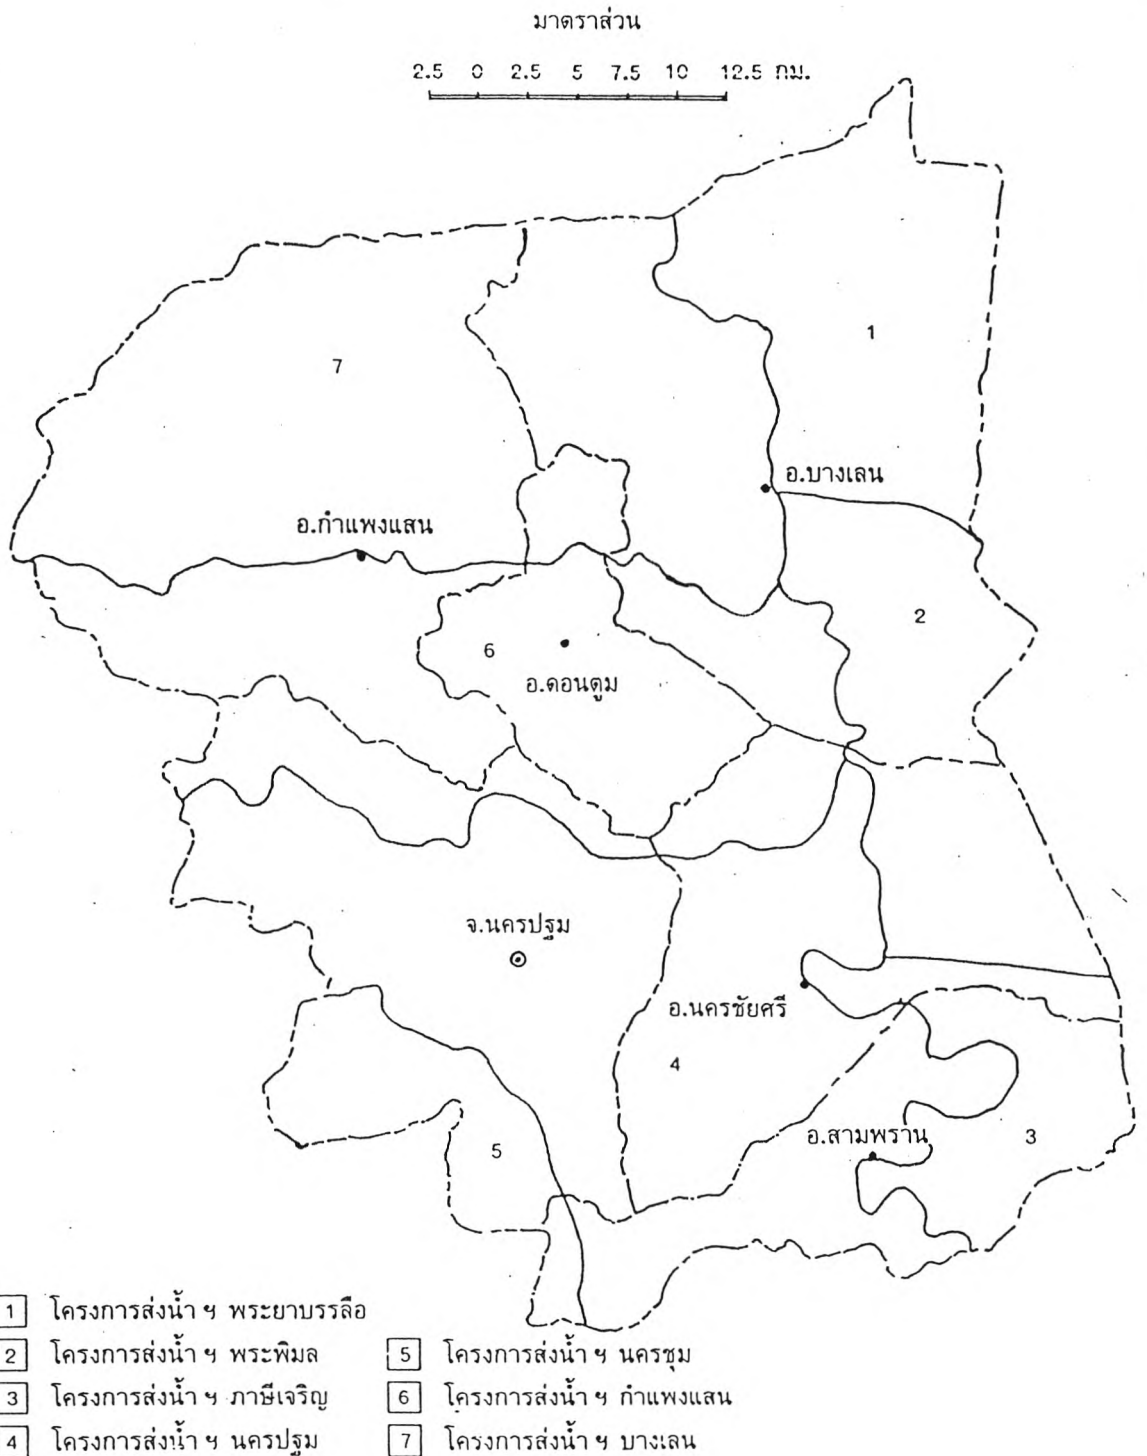 มาตราส่วน
2.5 0 2.5 5 7.5 10 12.5 กม.
1
7
อ.บางเลน
อ.กำแพงแสน
2
6
อ.ดอนตูม
จ.นครปฐม
อ.นครชัยศรี
4
อ.สามพราน
3
5
1 โครงการส่งน้ำ ฯ พระยาบรรลือ
2 โครงการส่งน้ำ ฯ พระพิมล
3 โครงการส่งน้ำ ฯ ภาษีเจริญ
4 โครงการส่งน้ำ ฯ นครปฐม
5 โครงการส่งน้ำ ฯ นครชุม
6 โครงการส่งน้ำ ฯ กำแพงแสน
7 โครงการส่งน้ำ ฯ บางเลน